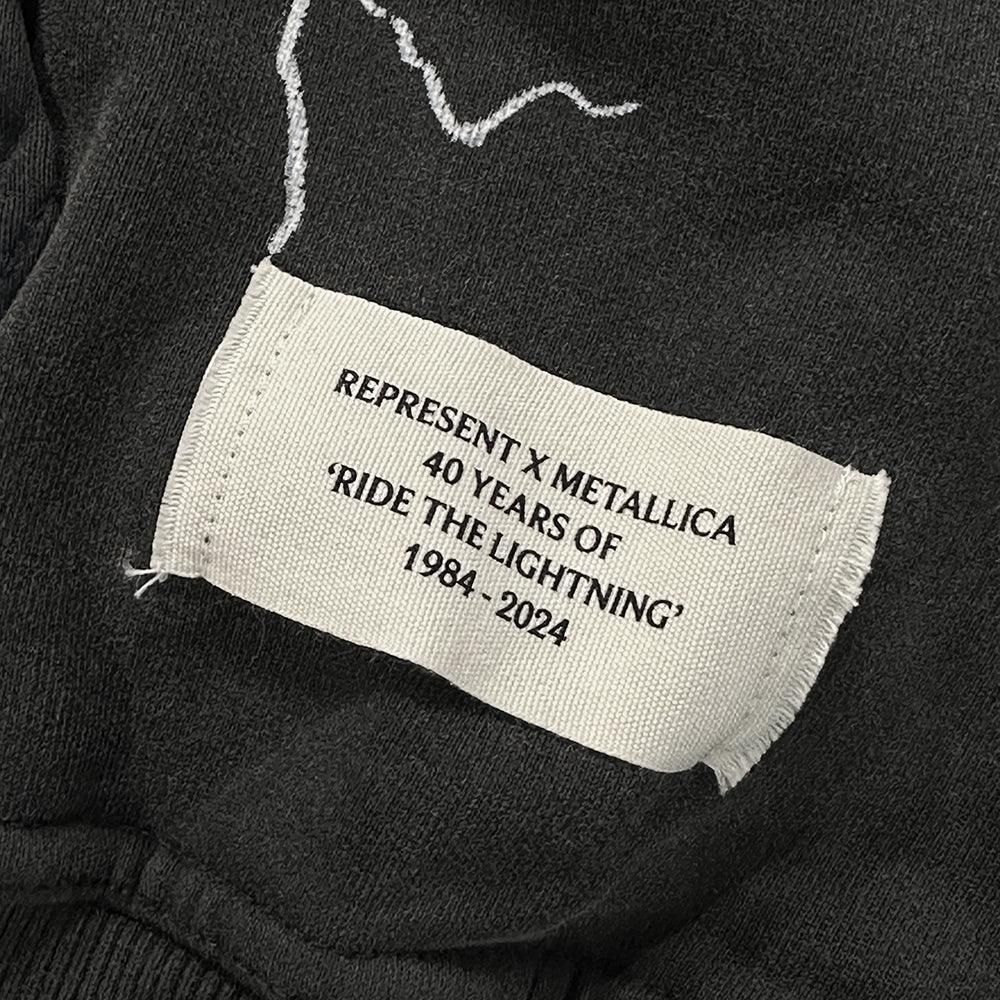 REPRESENT X METALLICA
40 YEARS OF
‘RIDE THE LIGHTNING’
1984 - 2024